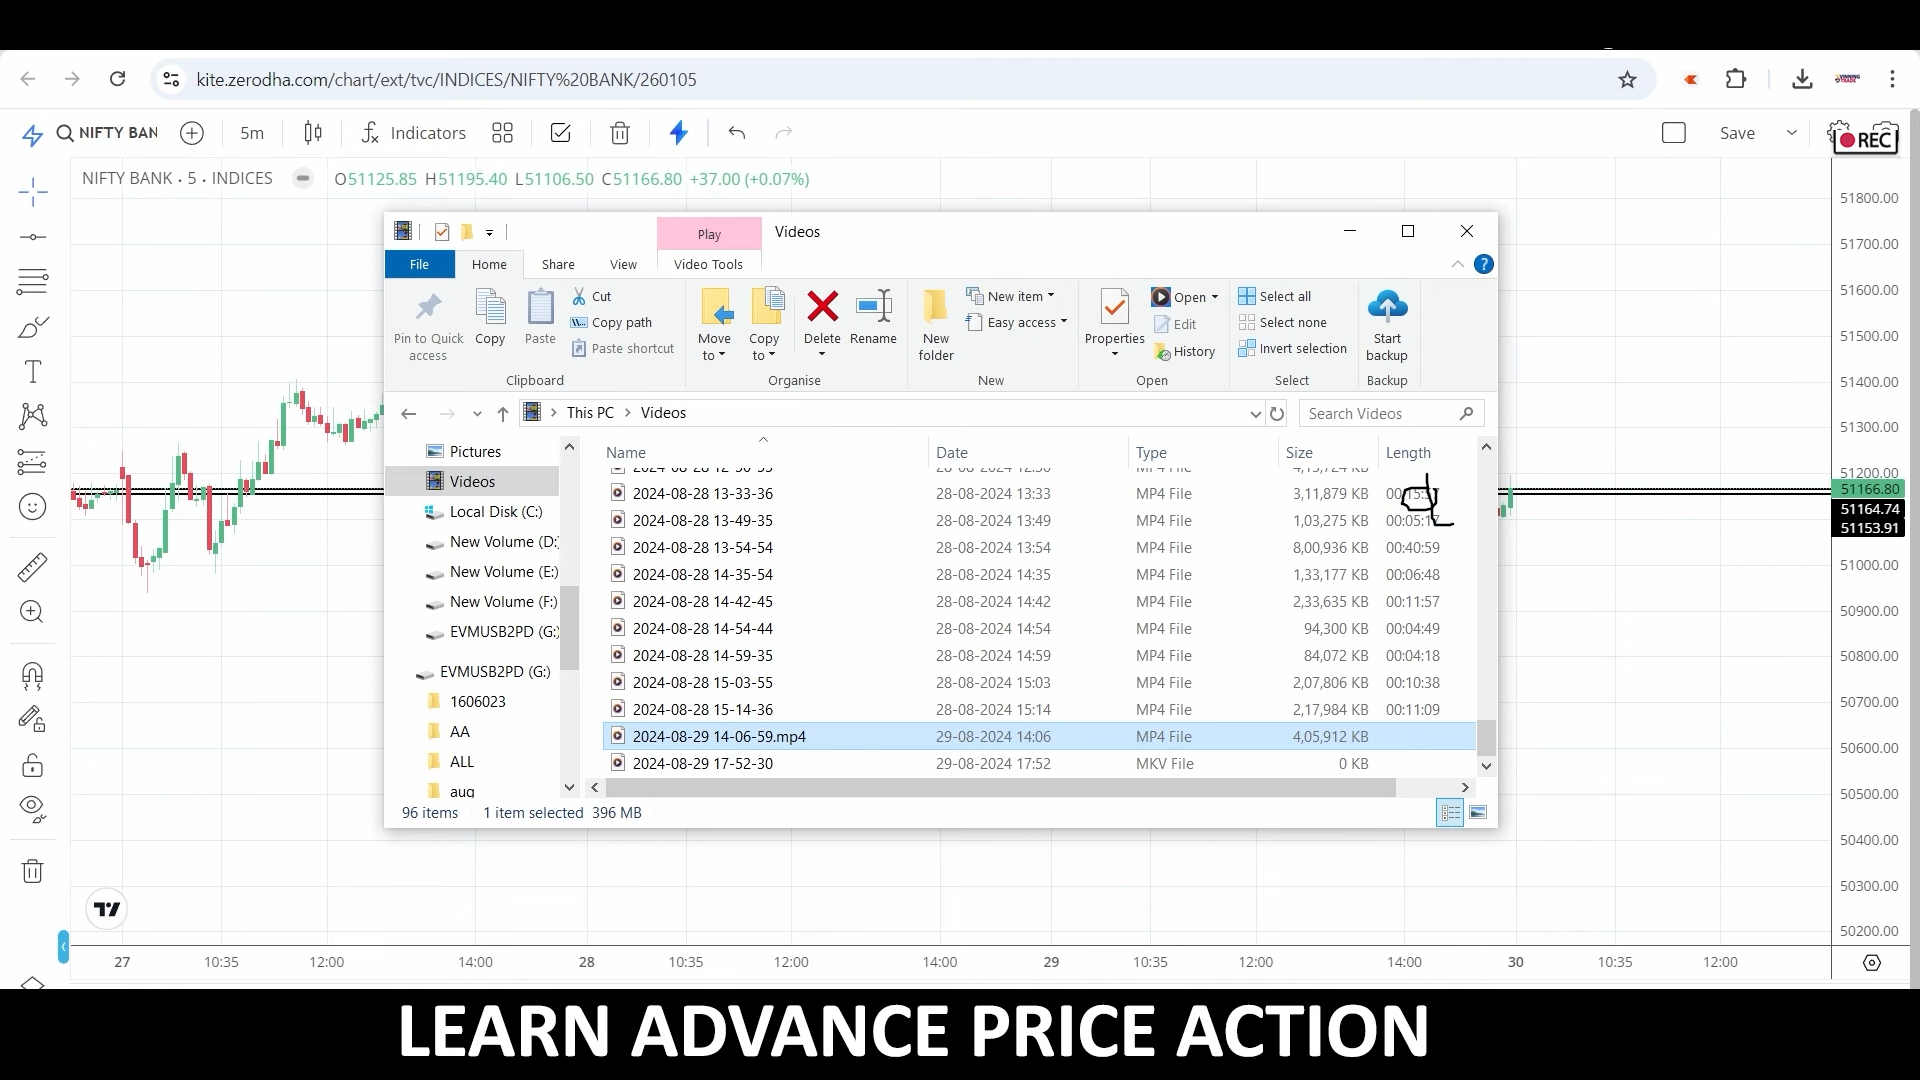 kite.zerodha.com/chart/ext/tvc/INDICES/NIFTY%20BANK/260105
NIFTY BAN
5m
Indicators
Save
REC
NIFTY BANK · 5 · INDICES
O51125.85 H51195.40 L51106.50 C51166.80 +37.00 (+0.07%)
Play
Videos
File
Home
Share
View
Video Tools
Pin to Quick access
Copy
Paste
Cut
Copy path
Paste shortcut
Clipboard
Move to
Copy to
Delete
Rename
Organise
New folder
New item
Easy access
New
Properties
Open
Edit
History
Open
Select all
Select none
Invert selection
Select
Start backup
Backup
This PC > Videos
Search Videos
Pictures
Videos
Local Disk (C:)
New Volume (D:
New Volume (E:)
New Volume (F:)
EVMUSB2PD (G:
EVMUSB2PD (G:)
1606023
AA
ALL
aug
Name Date Type Size Length
2024-08-28 13-33-36 28-08-2024 13:33 MP4 File 3,11,879 KB
2024-08-28 13-49-35 28-08-2024 13:49 MP4 File 1,03,275 KB 00:05:17
2024-08-28 13-54-54 28-08-2024 13:54 MP4 File 8,00,936 KB 00:40:59
2024-08-28 14-35-54 28-08-2024 14:35 MP4 File 1,33,177 KB 00:06:48
2024-08-28 14-42-45 28-08-2024 14:42 MP4 File 2,33,635 KB 00:11:57
2024-08-28 14-54-44 28-08-2024 14:54 MP4 File 94,300 KB 00:04:49
2024-08-28 14-59-35 28-08-2024 14:59 MP4 File 84,072 KB 00:04:18
2024-08-28 15-03-55 28-08-2024 15:03 MP4 File 2,07,806 KB 00:10:38
2024-08-28 15-14-36 28-08-2024 15:14 MP4 File 2,17,984 KB 00:11:09
2024-08-29 14-06-59.mp4 29-08-2024 14:06 MP4 File 4,05,912 KB
2024-08-29 17-52-30 29-08-2024 17:52 MKV File 0 KB
96 items 1 item selected 396 MB
51800.00
51700.00
51600.00
51500.00
51400.00
51300.00
51200.00
51166.80
51164.74
51153.91
51000.00
50900.00
50800.00
50700.00
50600.00
50500.00
50400.00
50300.00
50200.00
27 10:35 12:00 14:00 28 10:35 12:00 14:00 29 10:35 12:00 14:00 30 10:35 12:00
LEARN ADVANCE PRICE ACTION